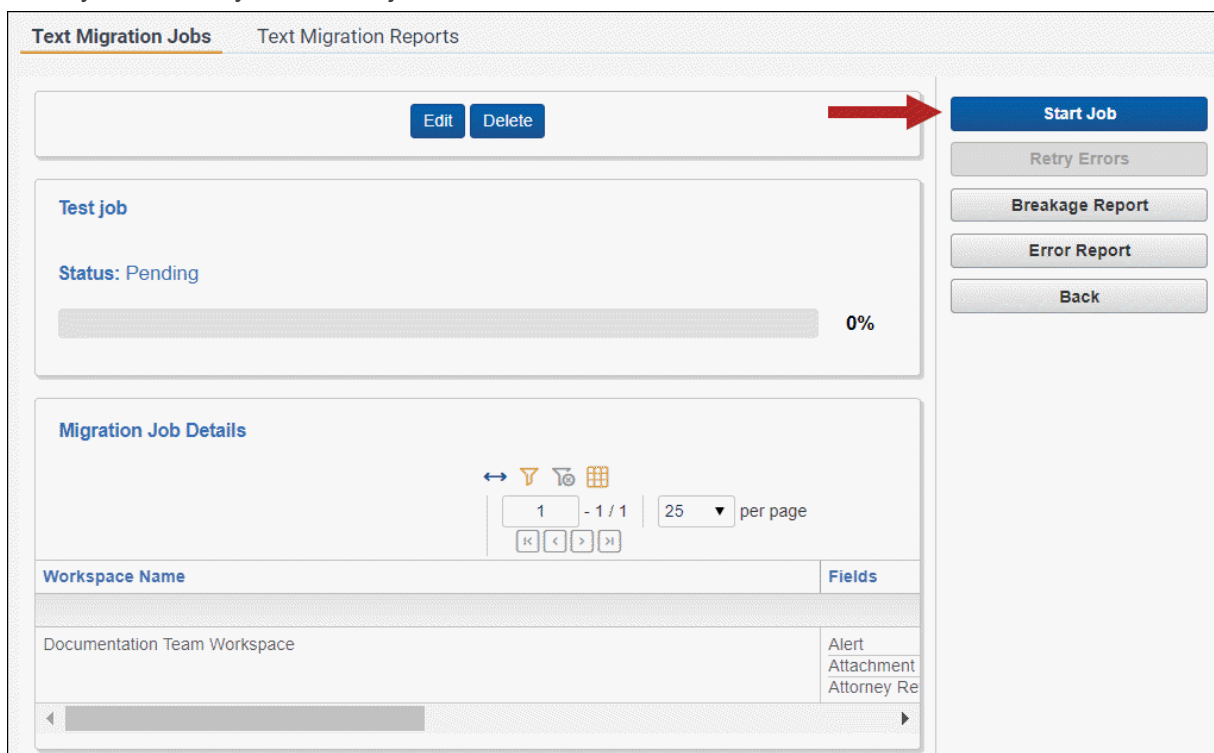 Text Migration Jobs Text Migration Reports
Edit Delete
Start Job
Retry Errors
Breakage Report
Error Report
Back
Test job
Status: Pending
0%
Migration Job Details
1 - 1 / 1 25 per page
Workspace Name Fields
Documentation Team Workspace Alert
Attachment
Attorney Re